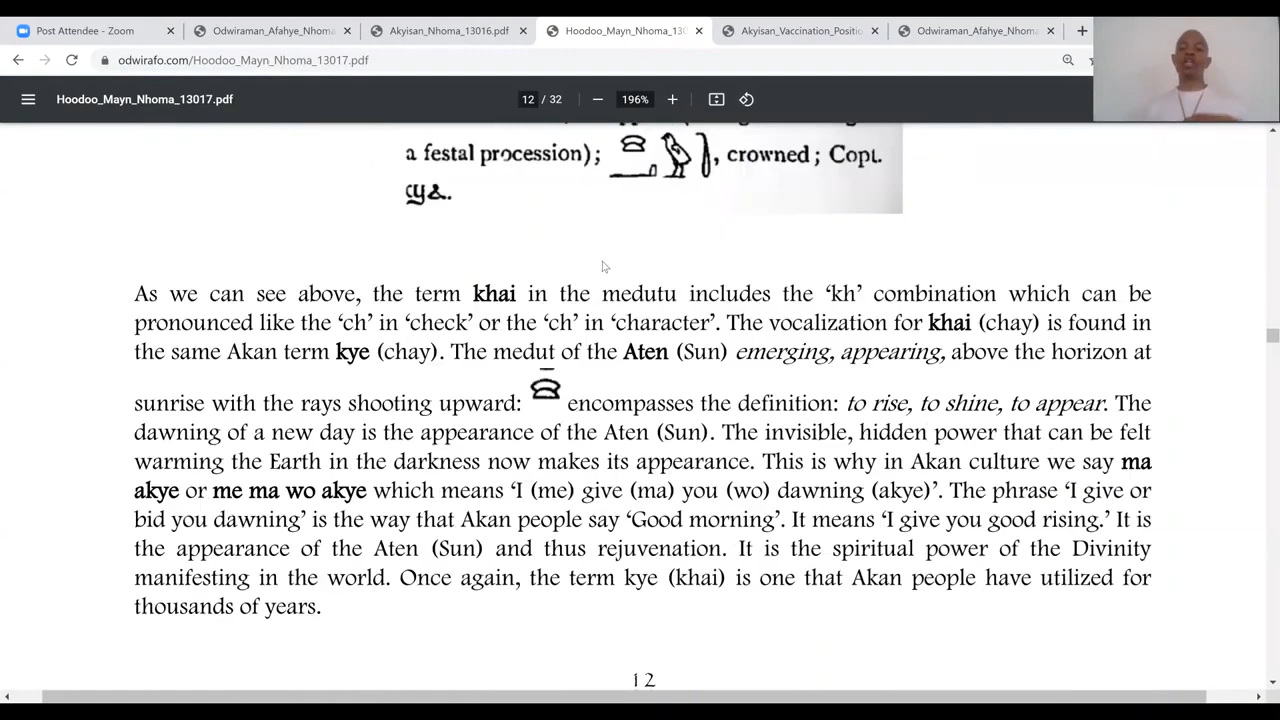 Post Attendee - Zoom
Odwiraman_Afahye_Nhoma
Akyisan_Nhoma_13016.pdf
Hoodoo_Mayn_Nhoma_130
Akyisan_Vaccination_Positio
Odwiraman_Afahye_Nhoma
odwirafo.com/Hoodoo_Mayn_Nhoma_13017.pdf
Hoodoo_Mayn_Nhoma_13017.pdf
12 / 32
196%
a festal procession); , crowned; Copt.
As we can see above, the term khai in the medutu includes the ‘kh’ combination which can be
pronounced like the ‘ch’ in ‘check’ or the ‘ch’ in ‘character’. The vocalization for khai (chay) is found in
the same Akan term kye (chay). The medut of the Aten (Sun) emerging, appearing, above the horizon at
sunrise with the rays shooting upward: encompasses the definition: to rise, to shine, to appear. The
dawning of a new day is the appearance of the Aten (Sun). The invisible, hidden power that can be felt
warming the Earth in the darkness now makes its appearance. This is why in Akan culture we say ma
akye or me ma wo akye which means ‘I (me) give (ma) you (wo) dawning (akye)’. The phrase ‘I give or
bid you dawning’ is the way that Akan people say ‘Good morning’. It means ‘I give you good rising.’ It is
the appearance of the Aten (Sun) and thus rejuvenation. It is the spiritual power of the Divinity
manifesting in the world. Once again, the term kye (khai) is one that Akan people have utilized for
thousands of years.
12